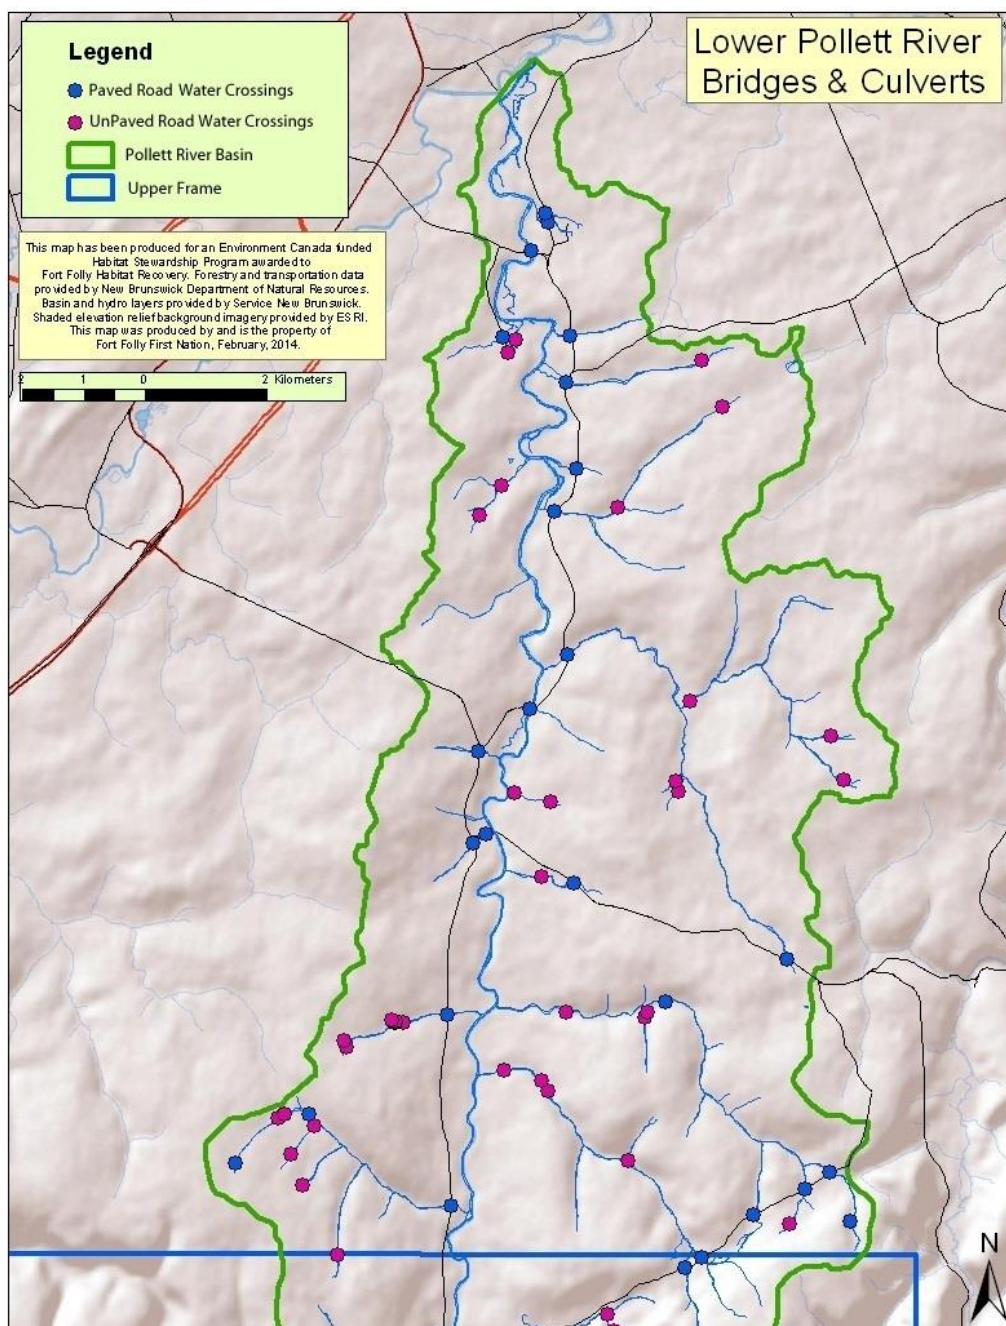 Lower Pollett River
Bridges & Culverts
Legend
Paved Road Water Crossings
UnPaved Road Water Crossings
Pollett River Basin
Upper Frame
This map has been produced for an Environment Canada funded
Habitat Stewardship Program awarded to
Fort Folly Habitat Recovery. Forestry and transportation data
provided by New Brunswick Department of Natural Resources.
Basin and hydro layers provided by Service New Brunswick.
Shaded elevation relief background imagery provided by ESRI.
This map was produced by and is the property of
Fort Folly First Nation, February, 2014.
2 1 0 2 Kilometers
N